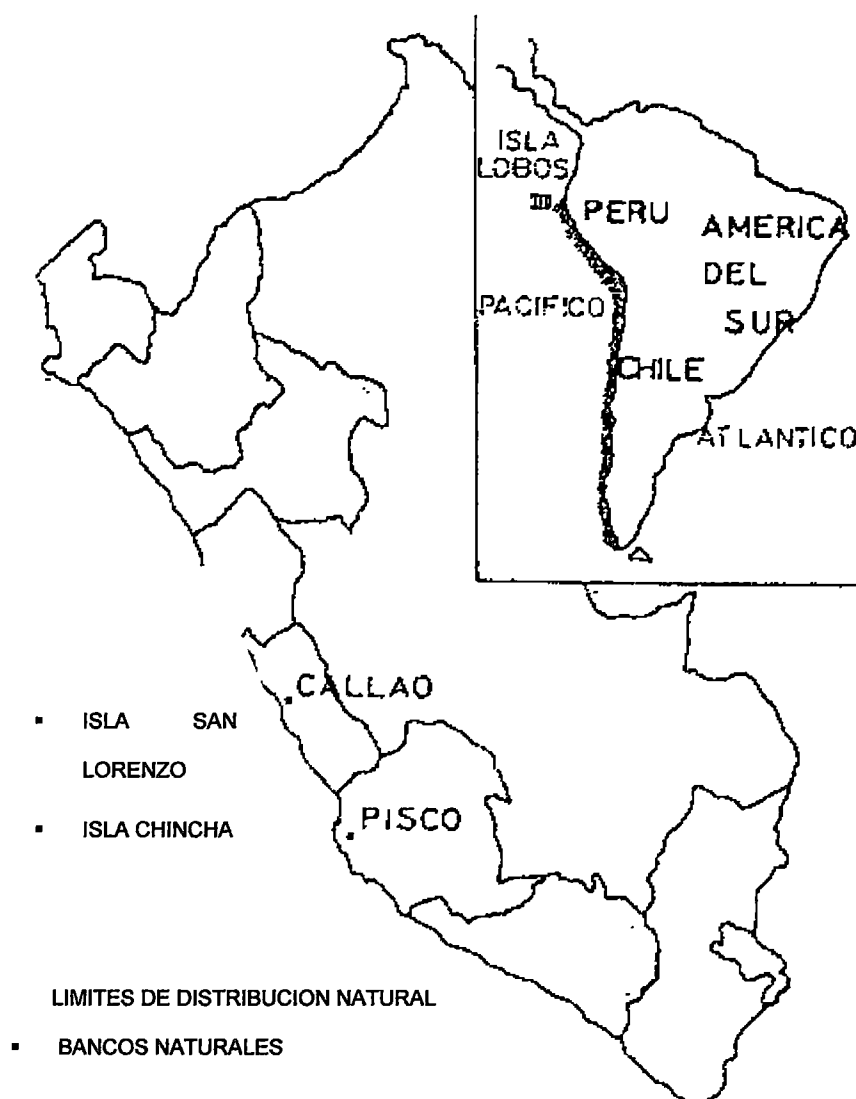 ISLA
LOBOS
III PERU
AMERICA
DEL
SUR
PACIFICO
CHILE
ATLANTICO
CALLAO
▪ ISLA SAN
LORENZO
▪ ISLA CHINCHA
PISCO
LIMITES DE DISTRIBUCION NATURAL
▪ BANCOS NATURALES